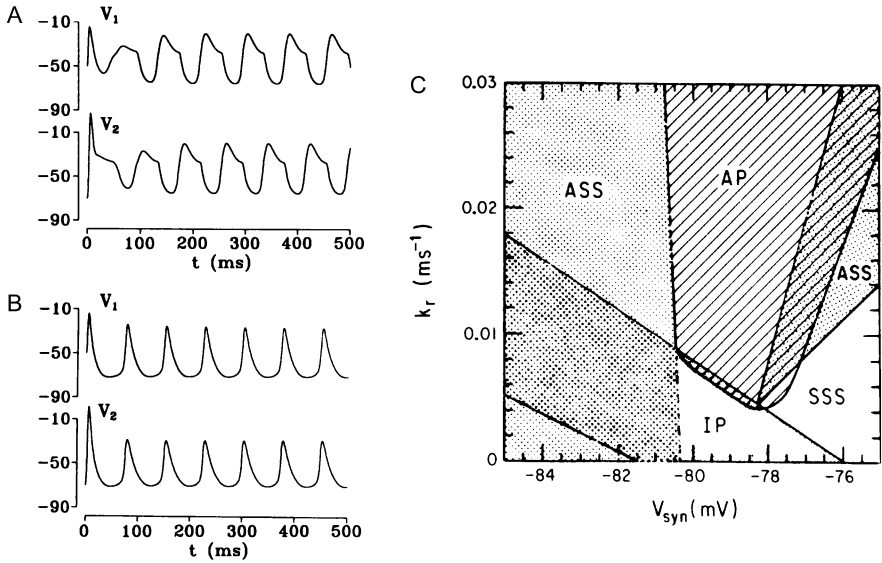 A
V1
−10
−50
−90
V2
−10
−50
−90
0 100 200 300 400 500
t (ms)
B
V1
−10
−50
−90
V2
−10
−50
−90
0 100 200 300 400 500
t (ms)
C
0.03
0.02
0.01
0
kr (ms⁻¹)
ASS
AP
ASS
SSS
IP
−84 −82 −80 −78 −76
Vsyn(mV)